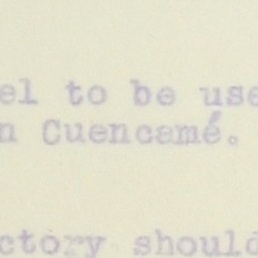 el to be use
n Cuencamé.
ctory should